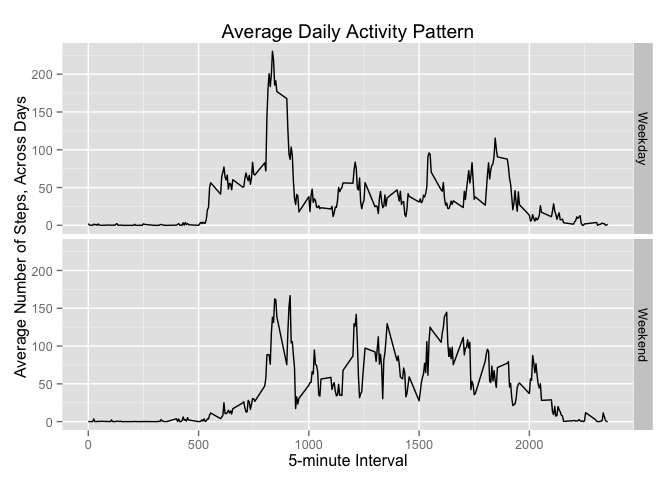 Average Daily Activity Pattern
Average Number of Steps, Across Days
200
150
100
50
0
Weekday
200
150
100
50
0
Weekend
0 500 1000 1500 2000
5-minute Interval